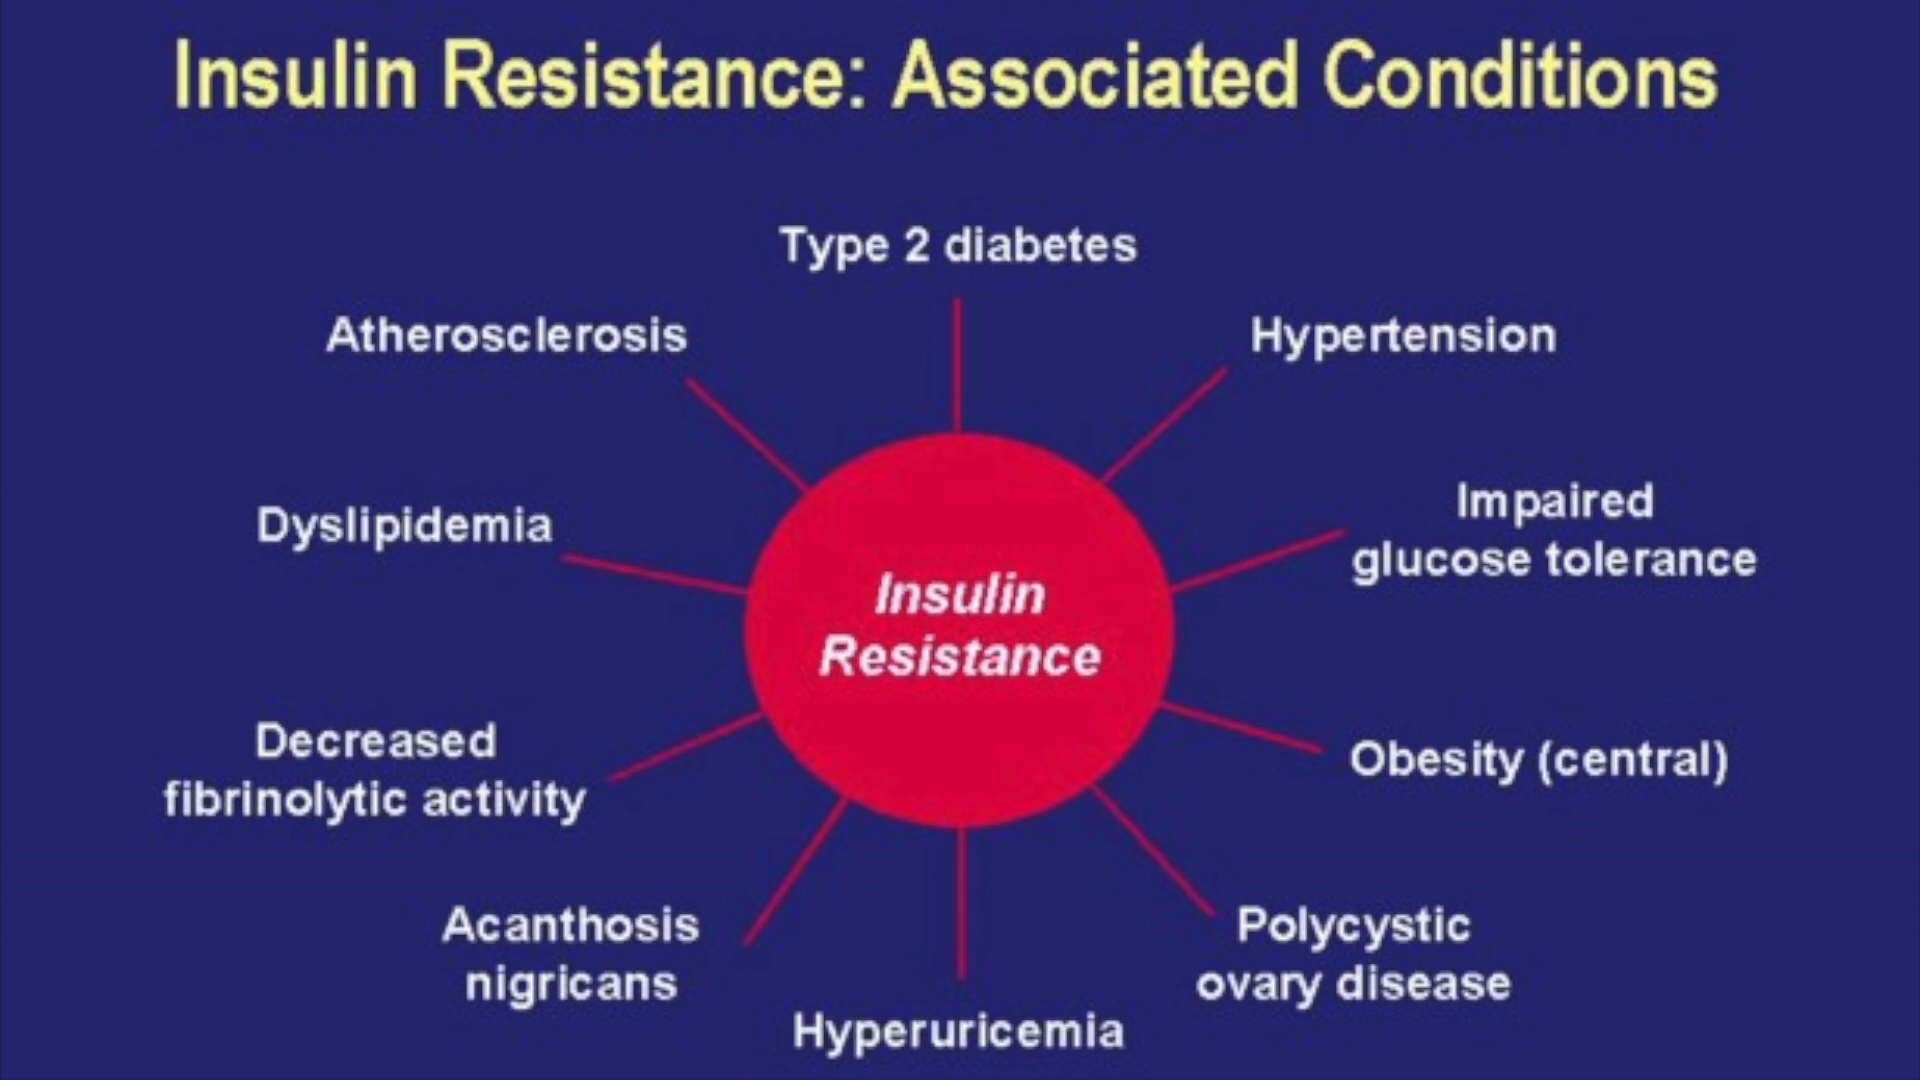 Insulin Resistance: Associated Conditions
Type 2 diabetes
Atherosclerosis
Hypertension
Dyslipidemia
Impaired
glucose tolerance
Insulin
Resistance
Decreased
fibrinolytic activity
Obesity (central)
Acanthosis
nigricans
Polycystic
ovary disease
Hyperuricemia